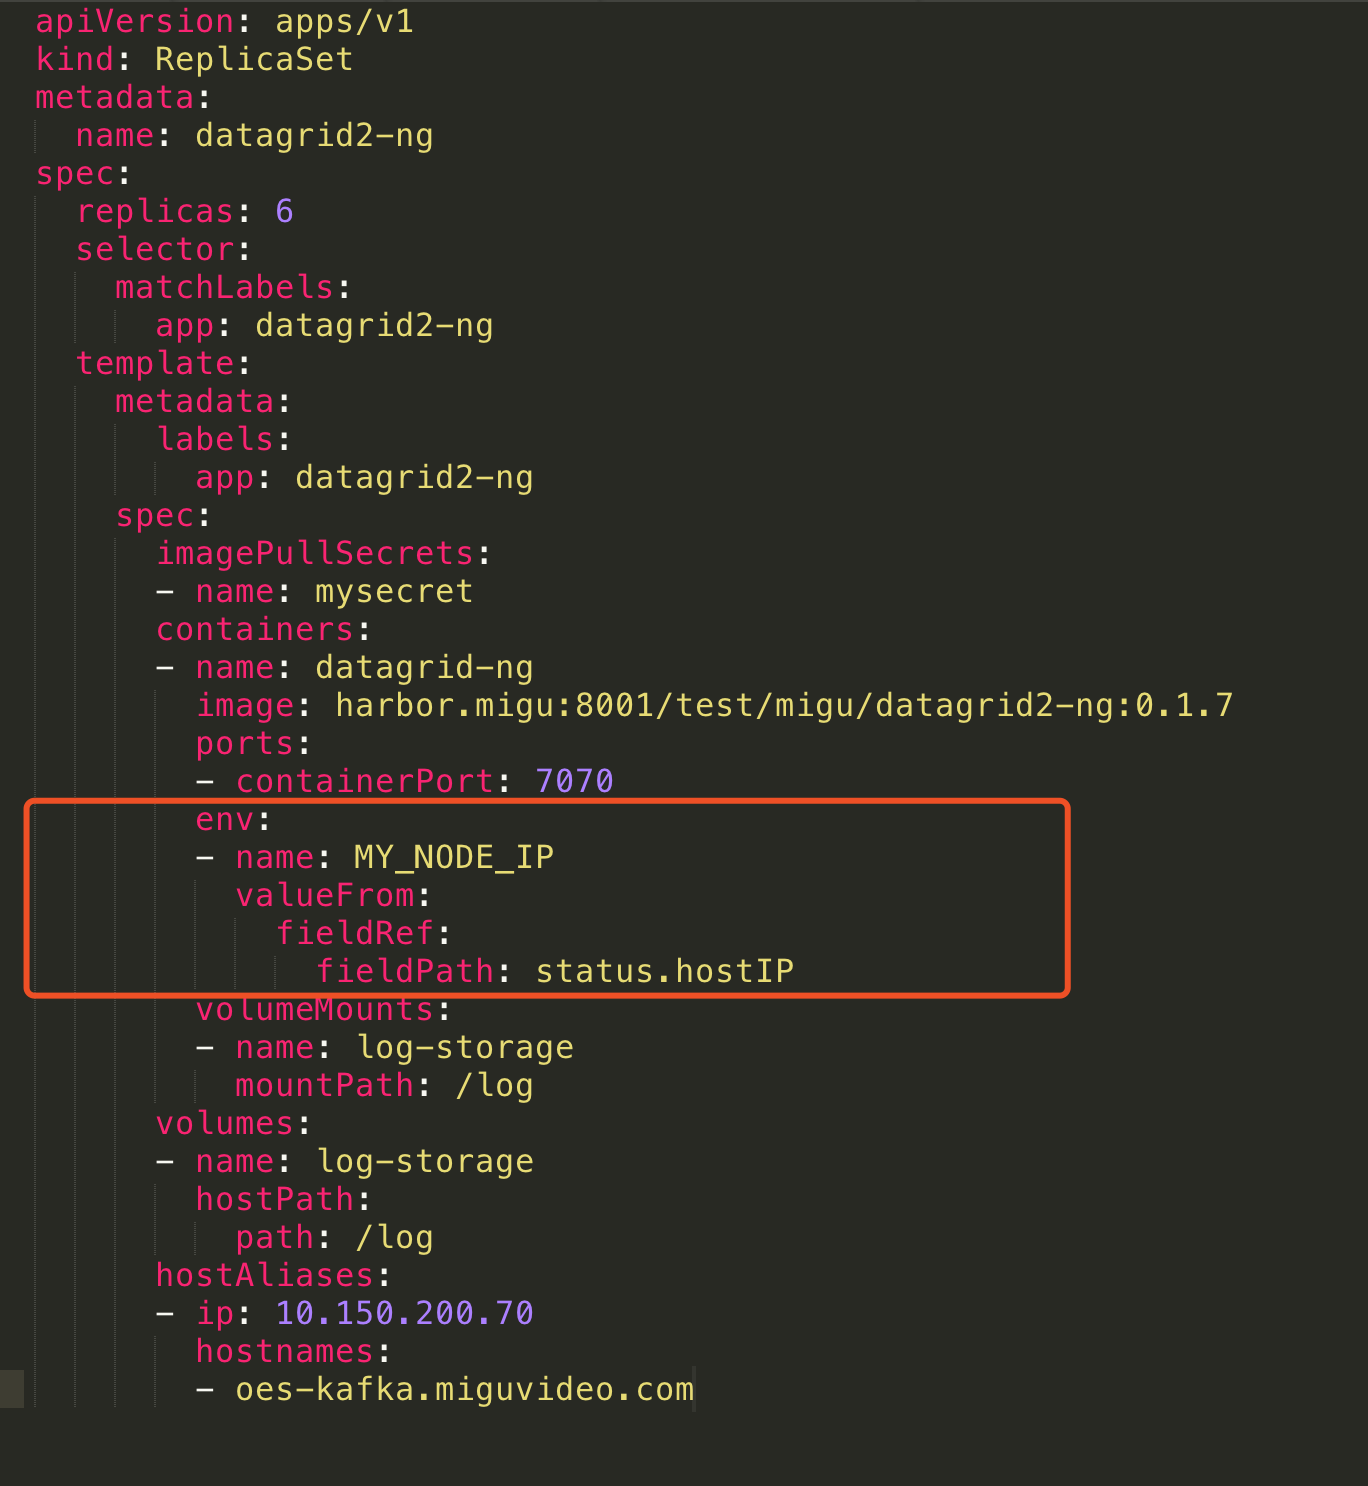 apiVersion: apps/v1
kind: ReplicaSet
metadata:
  name: datagrid2-ng
spec:
  replicas: 6
  selector:
    matchLabels:
      app: datagrid2-ng
  template:
    metadata:
      labels:
        app: datagrid2-ng
    spec:
      imagePullSecrets:
      - name: mysecret
      containers:
      - name: datagrid-ng
        image: harbor.migu:8001/test/migu/datagrid2-ng:0.1.7
        ports:
        - containerPort: 7070
        env:
        - name: MY_NODE_IP
          valueFrom:
            fieldRef:
              fieldPath: status.hostIP
        volumeMounts:
        - name: log-storage
          mountPath: /log
      volumes:
      - name: log-storage
        hostPath:
          path: /log
      hostAliases:
      - ip: 10.150.200.70
        hostnames:
        - oes-kafka.miguvideo.com